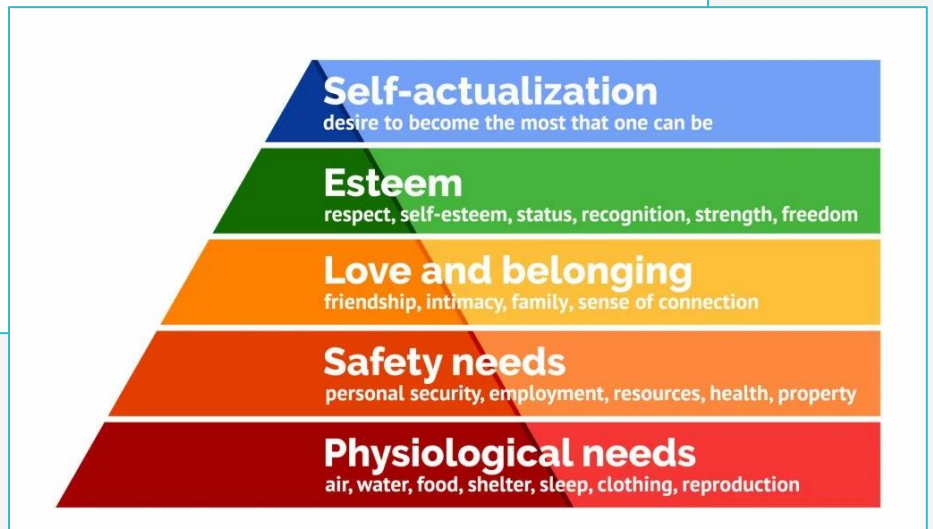 Self-actualization
desire to become the most that one can be
Esteem
respect, self-esteem, status, recognition, strength, freedom
Love and belonging
friendship, intimacy, family, sense of connection
Safety needs
personal security, employment, resources, health, property
Physiological needs
air, water, food, shelter, sleep, clothing, reproduction